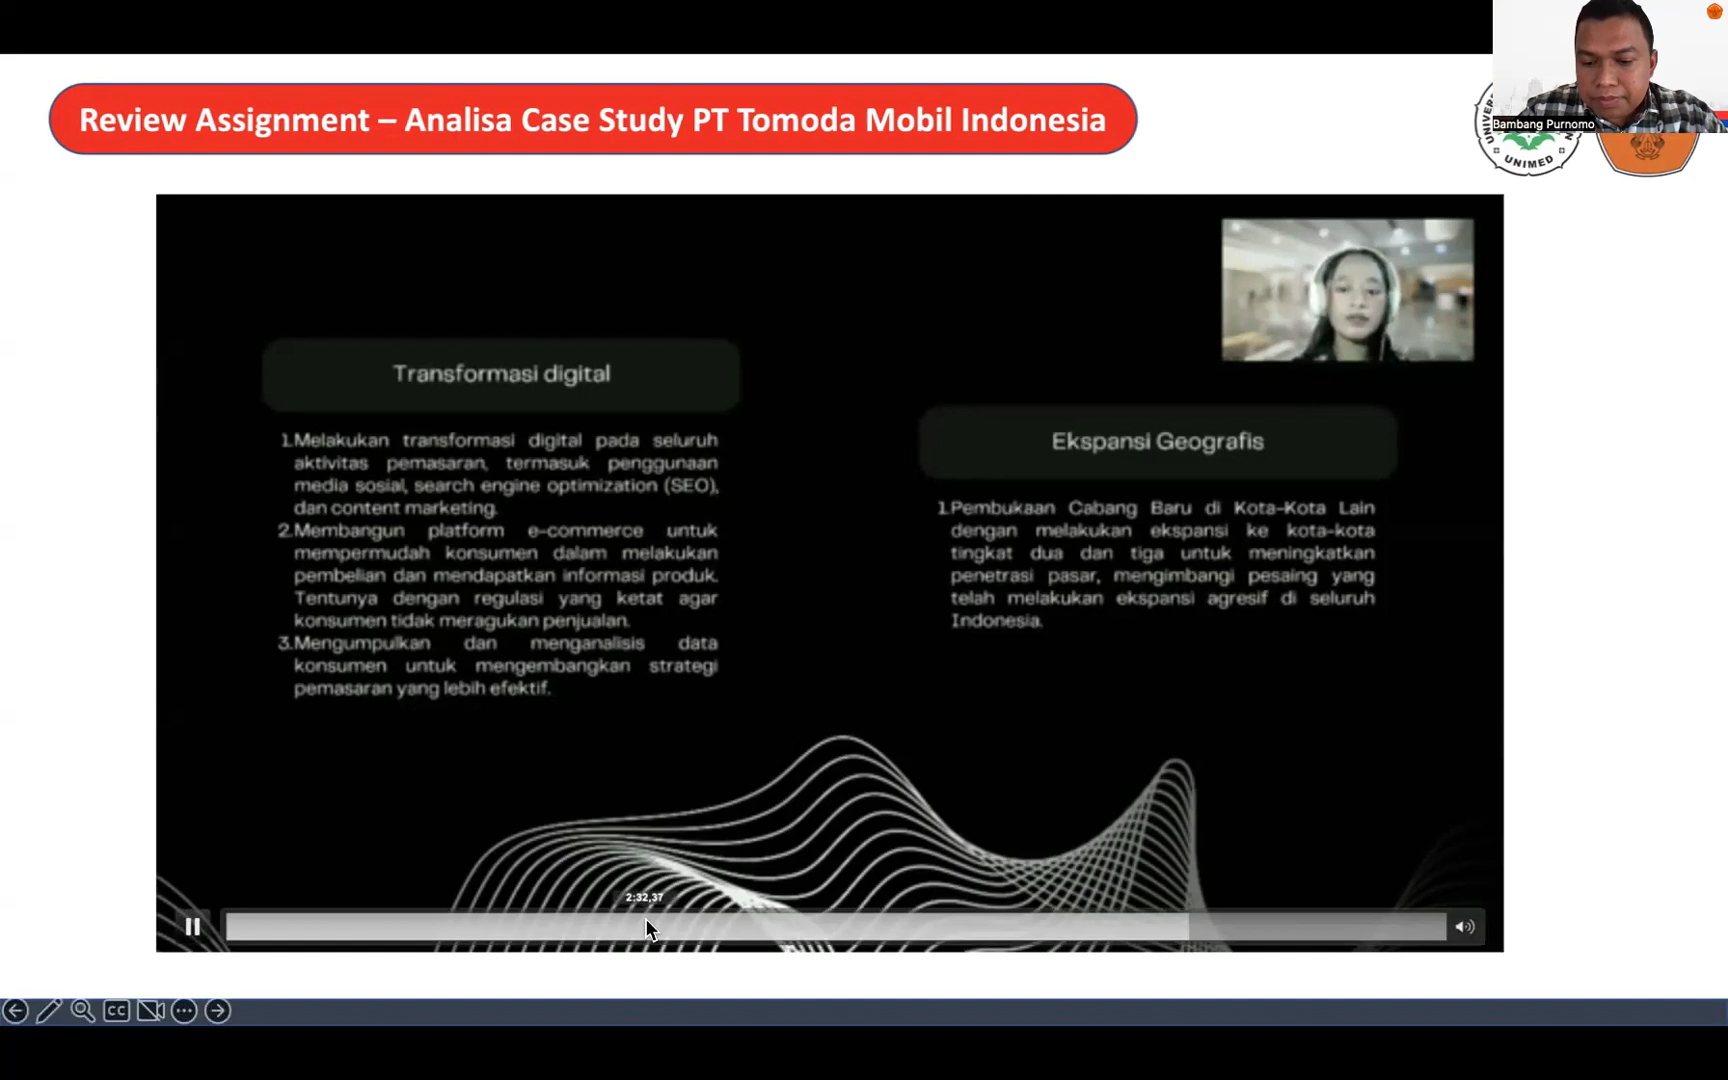 Review Assignment – Analisa Case Study PT Tomoda Mobil Indonesia
Bambang Purnomo
UNIMED
Transformasi digital
1.Melakukan transformasi digital pada seluruh
aktivitas pemasaran, termasuk penggunaan
media sosial, search engine optimization (SEO),
dan content marketing.
2.Membangun platform e-commerce untuk
mempermudah konsumen dalam melakukan
pembelian dan mendapatkan informasi produk.
Tentunya dengan regulasi yang ketat agar
konsumen tidak meragukan penjualan.
3.Mengumpulkan dan menganalisis data
konsumen untuk mengembangkan strategi
pemasaran yang lebih efektif.
Ekspansi Geografis
1.Pembukaan Cabang Baru di Kota-Kota Lain
dengan melakukan ekspansi ke kota-kota
tingkat dua dan tiga untuk meningkatkan
penetrasi pasar, mengimbangi pesaing yang
telah melakukan ekspansi agresif di seluruh
Indonesia.
2:32,37
CC